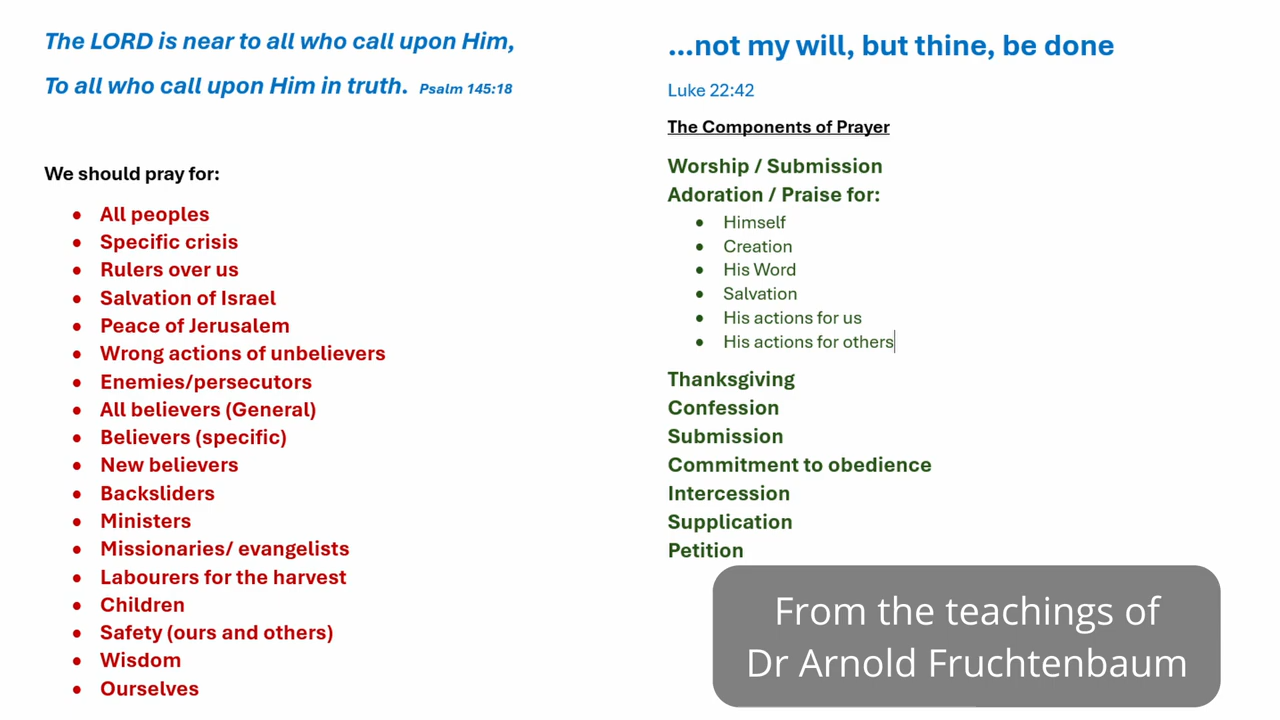 The LORD is near to all who call upon Him,
To all who call upon Him in truth. Psalm 145:18
We should pray for:
• All peoples
• Specific crisis
• Rulers over us
• Salvation of Israel
• Peace of Jerusalem
• Wrong actions of unbelievers
• Enemies/persecutors
• All believers (General)
• Believers (specific)
• New believers
• Backsliders
• Ministers
• Missionaries/ evangelists
• Labourers for the harvest
• Children
• Safety (ours and others)
• Wisdom
• Ourselves
...not my will, but thine, be done
Luke 22:42
The Components of Prayer
Worship / Submission
Adoration / Praise for:
• Himself
• Creation
• His Word
• Salvation
• His actions for us
• His actions for others
Thanksgiving
Confession
Submission
Commitment to obedience
Intercession
Supplication
Petition
From the teachings of
Dr Arnold Fruchtenbaum